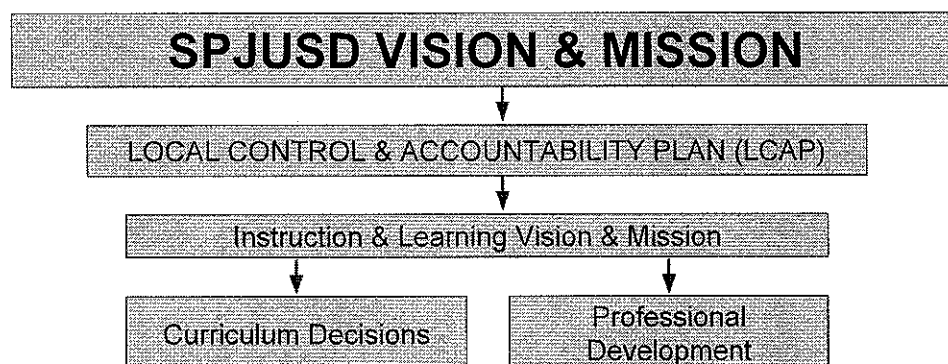 SPJUSD VISION & MISSION
LOCAL CONTROL & ACCOUNTABILITY PLAN (LCAP)
Instruction & Learning Vision & Mission
Curriculum Decisions
Professional
Development